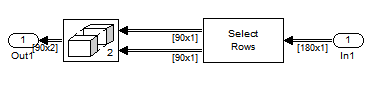 1
Out1
[90x2]
2
[90x1]
[90x1]
Select
Rows
[180x1]
1
In1